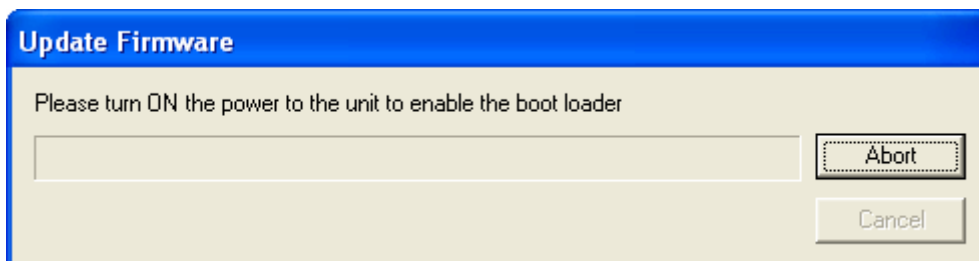 Update Firmware
Please turn ON the power to the unit to enable the boot loader
Abort
Cancel